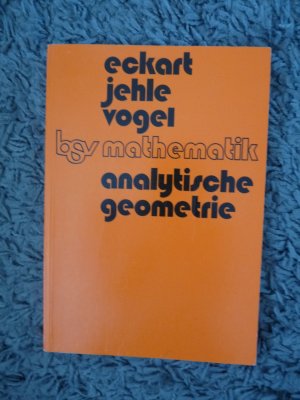 eckart
jehle
vogel
bsv mathematik
analytische
geometrie